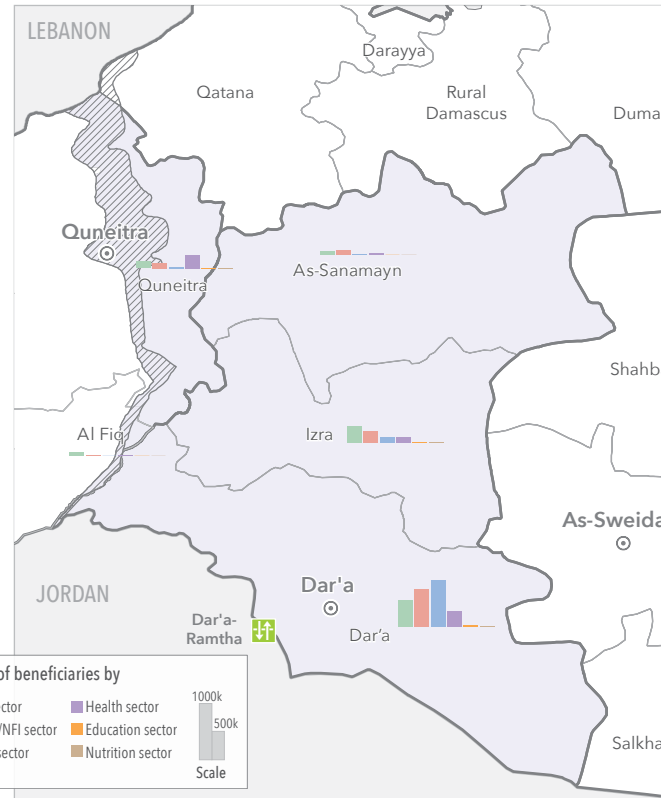 LEBANON
Darayya
Qatana
Rural
Damascus
Duma
Quneitra
Quneitra
As-Sanamayn
Shahb
Al Fiq
Izra
As-Sweida
JORDAN
Dar'a
Dar'a-
Ramtha
Dar'a
of beneficiaries by
ector
/NFI sector
sector
Health sector
Education sector
Nutrition sector
1000k
500k
Scale
Salkha